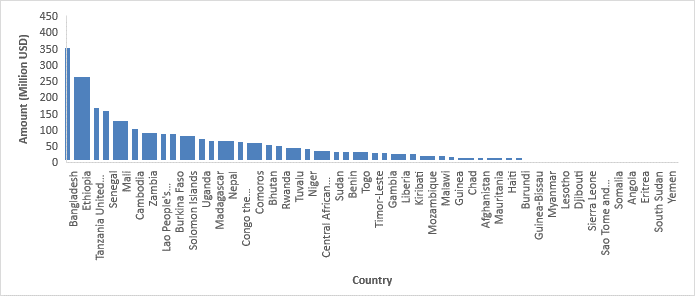 450
400
350
300
250
200
150
100
50
0
Amount (Million USD)
Bangladesh
Ethiopia
Tanzania United...
Senegal
Mali
Cambodia
Zambia
Lao People's...
Burkina Faso
Solomon Islands
Uganda
Madagascar
Nepal
Congo the...
Comoros
Bhutan
Rwanda
Tuvalu
Niger
Central African...
Sudan
Benin
Togo
Timor-Leste
Gambia
Liberia
Kiribati
Mozambique
Malawi
Guinea
Chad
Afghanistan
Mauritania
Haiti
Burundi
Guinea-Bissau
Myanmar
Lesotho
Djibouti
Sierra Leone
Sao Tome and...
Somalia
Angola
Eritrea
South Sudan
Yemen
Country